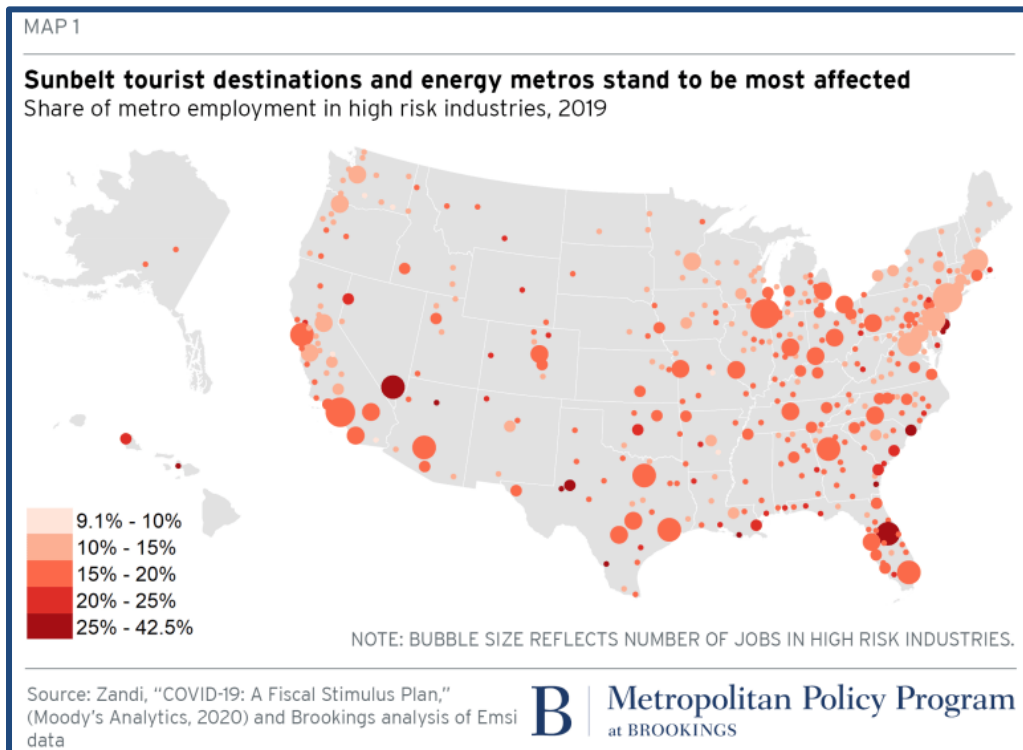 MAP 1
Sunbelt tourist destinations and energy metros stand to be most affected
Share of metro employment in high risk industries, 2019
9.1% - 10%
10% - 15%
15% - 20%
20% - 25%
25% - 42.5%
NOTE: BUBBLE SIZE REFLECTS NUMBER OF JOBS IN HIGH RISK INDUSTRIES.
Source: Zandi, “COVID-19: A Fiscal Stimulus Plan,”
(Moody’s Analytics, 2020) and Brookings analysis of Emsi
data
B
Metropolitan Policy Program
at BROOKINGS